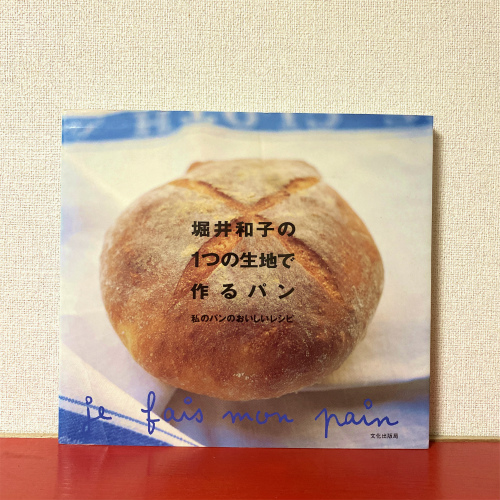 堀井和子の
1つの生地で
作るパン
私のパンのおいしいレシピ
je fais mon pain
文化出版局